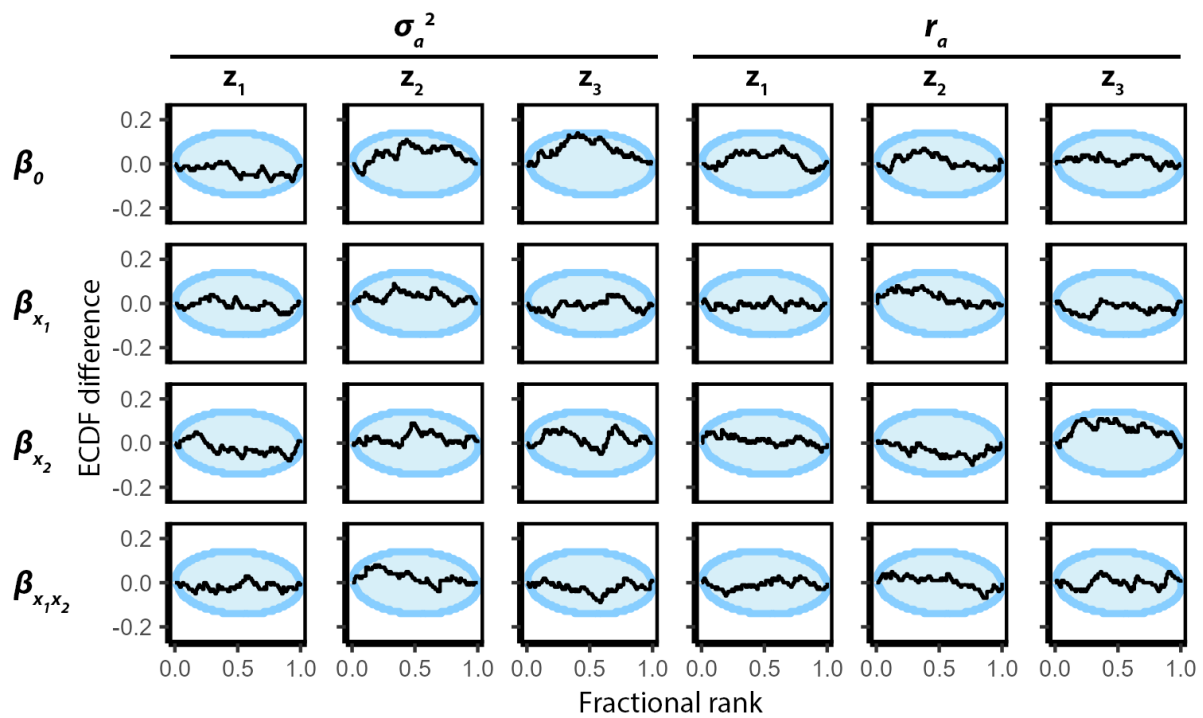 σₐ² rₐ
z₁ z₂ z₃ z₁ z₂ z₃
β₀
0.2
0.0
-0.2
βₓ₁
0.2
0.0
-0.2
ECDF difference
βₓ₂
0.2
0.0
-0.2
βₓ₁ₓ₂
0.2
0.0
-0.2
0.0 0.5 1.0 0.0 0.5 1.0 0.0 0.5 1.0 0.0 0.5 1.0 0.0 0.5 1.0 0.0 0.5 1.0
Fractional rank